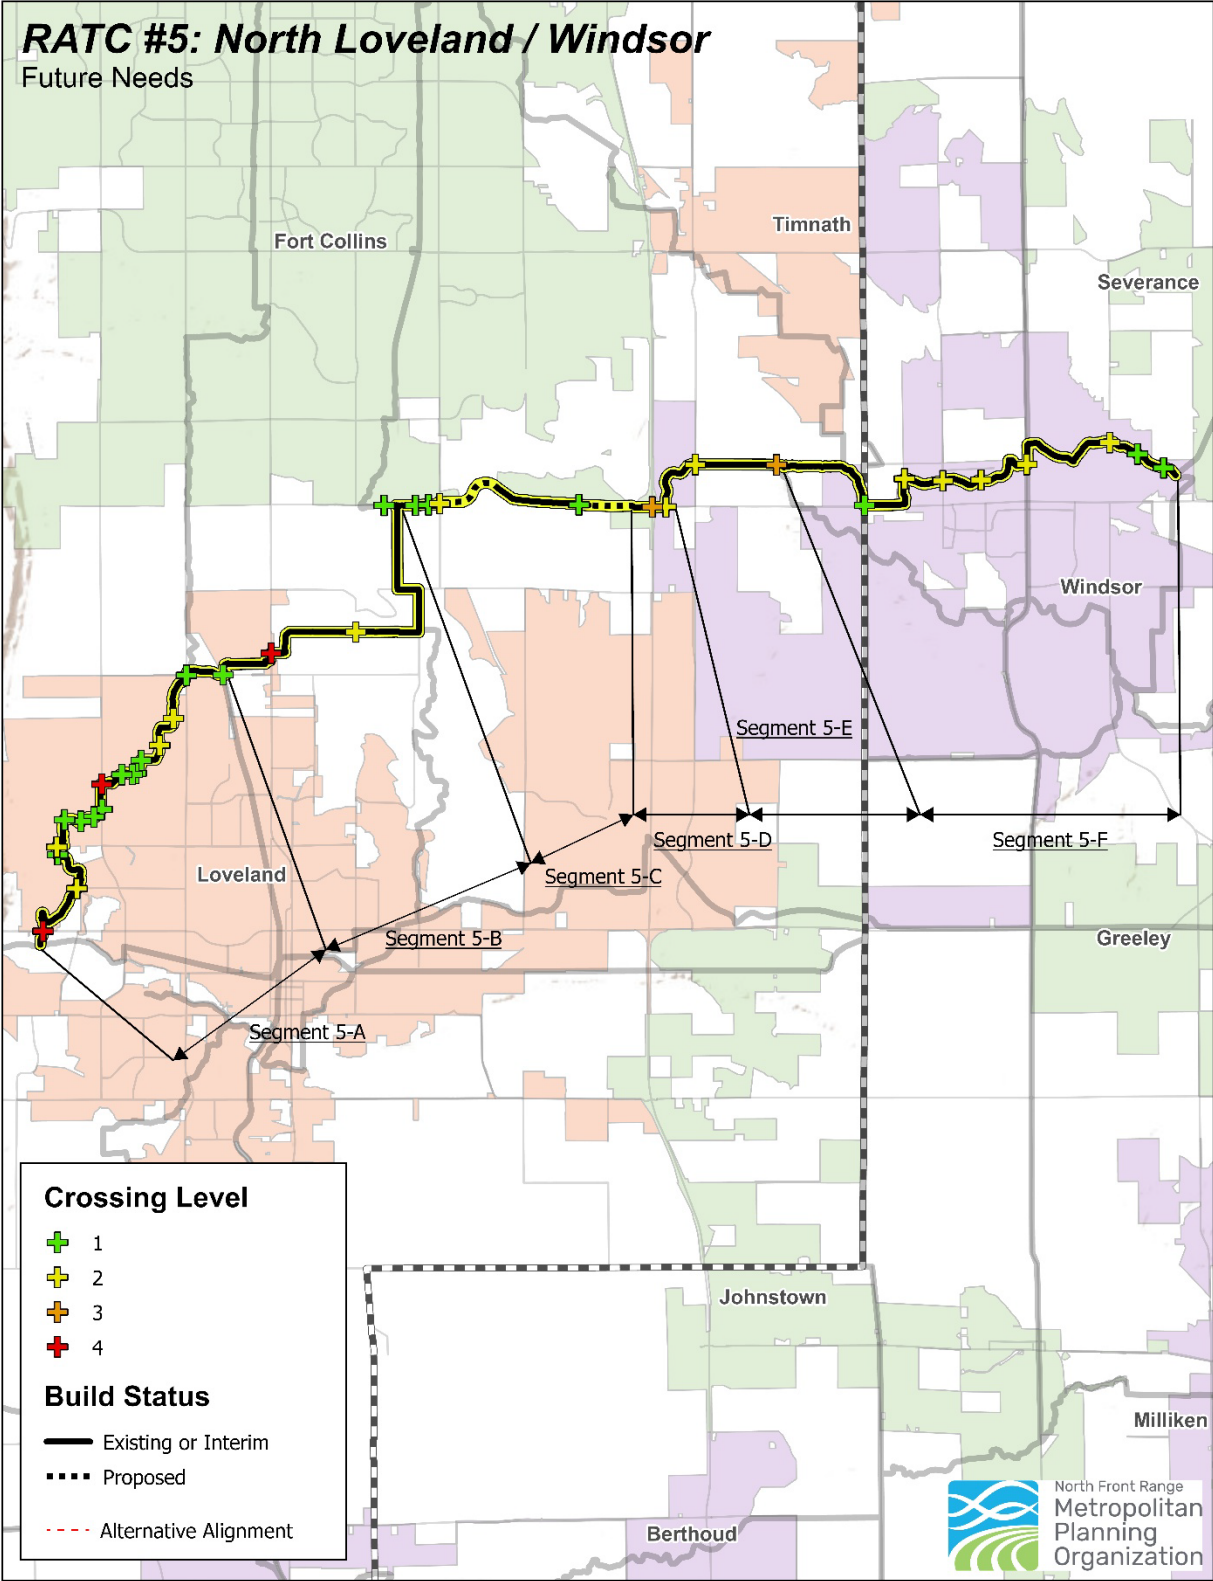 RATC #5: North Loveland / Windsor
Future Needs
Timnath
Fort Collins
Severance
Windsor
Segment 5-E
Segment 5-D
Segment 5-F
Loveland
Segment 5-C
Segment 5-B
Greeley
Segment 5-A
Crossing Level
1
2
3
4
Build Status
Existing or Interim
Proposed
Alternative Alignment
Johnstown
Milliken
Berthoud
North Front Range
Metropolitan
Planning
Organization